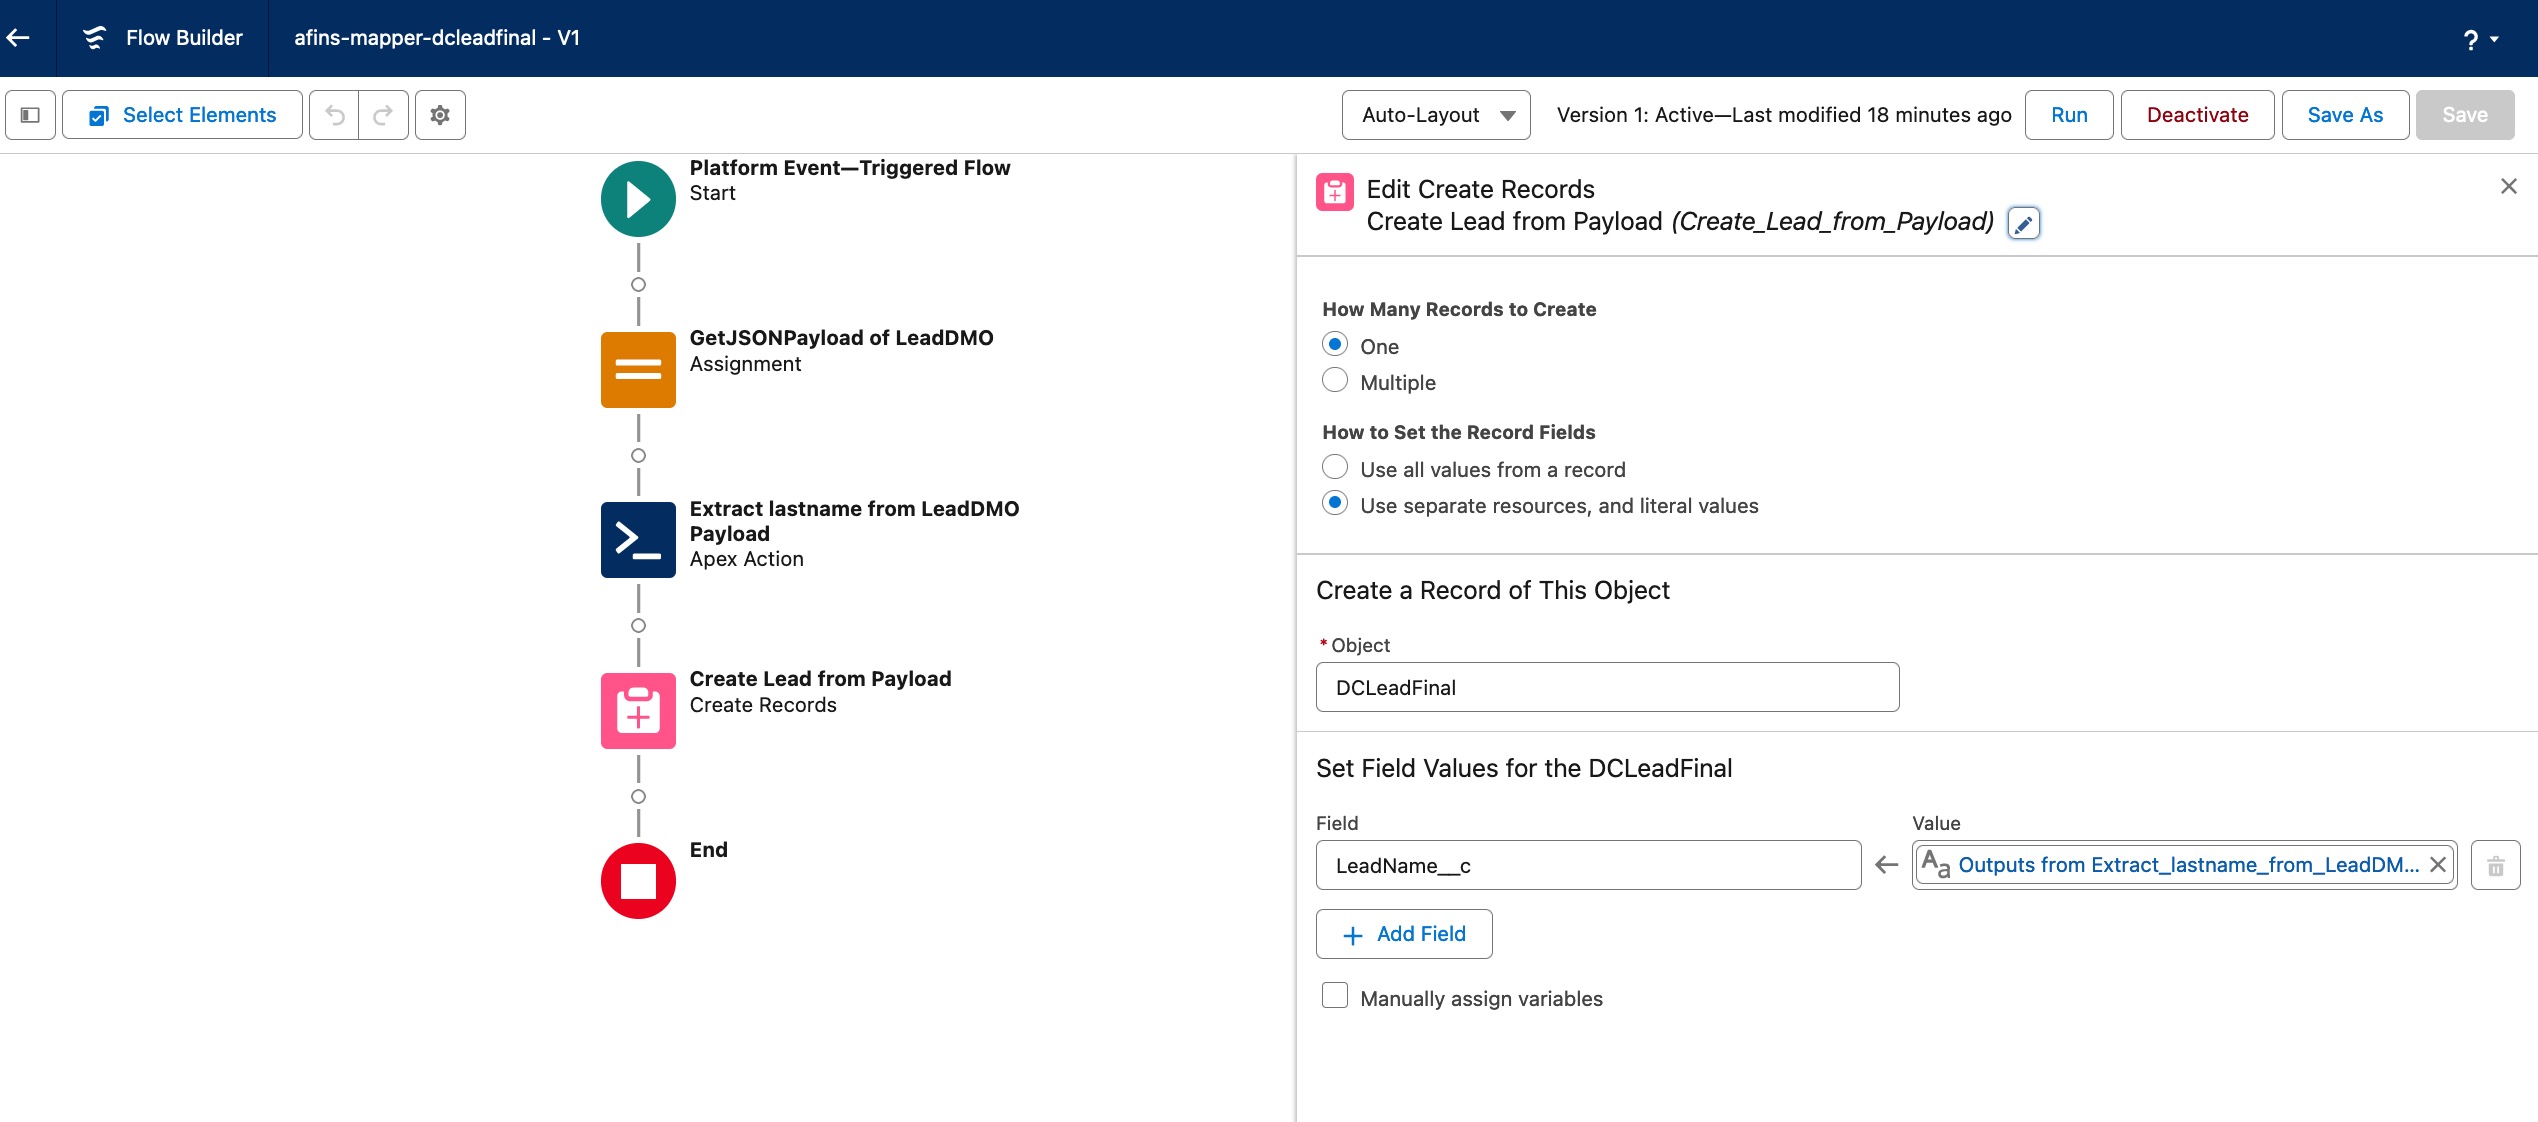 Flow Builder
afins-mapper-dcleadfinal - V1
?
Select Elements
Auto-Layout
Version 1: Active—Last modified 18 minutes ago
Run
Deactivate
Save As
Save
Platform Event—Triggered Flow
Start
GetJSONPayload of LeadDMO
Assignment
Extract lastname from LeadDMO
Payload
Apex Action
Create Lead from Payload
Create Records
End
Edit Create Records
Create Lead from Payload (Create_Lead_from_Payload)
How Many Records to Create
One
Multiple
How to Set the Record Fields
Use all values from a record
Use separate resources, and literal values
Create a Record of This Object
* Object
DCLeadFinal
Set Field Values for the DCLeadFinal
Field
Value
LeadName__c
Aa Outputs from Extract_lastname_from_LeadDM...
+ Add Field
Manually assign variables